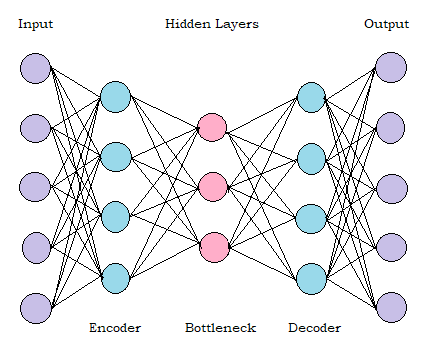 Input Hidden Layers Output
Encoder Bottleneck Decoder